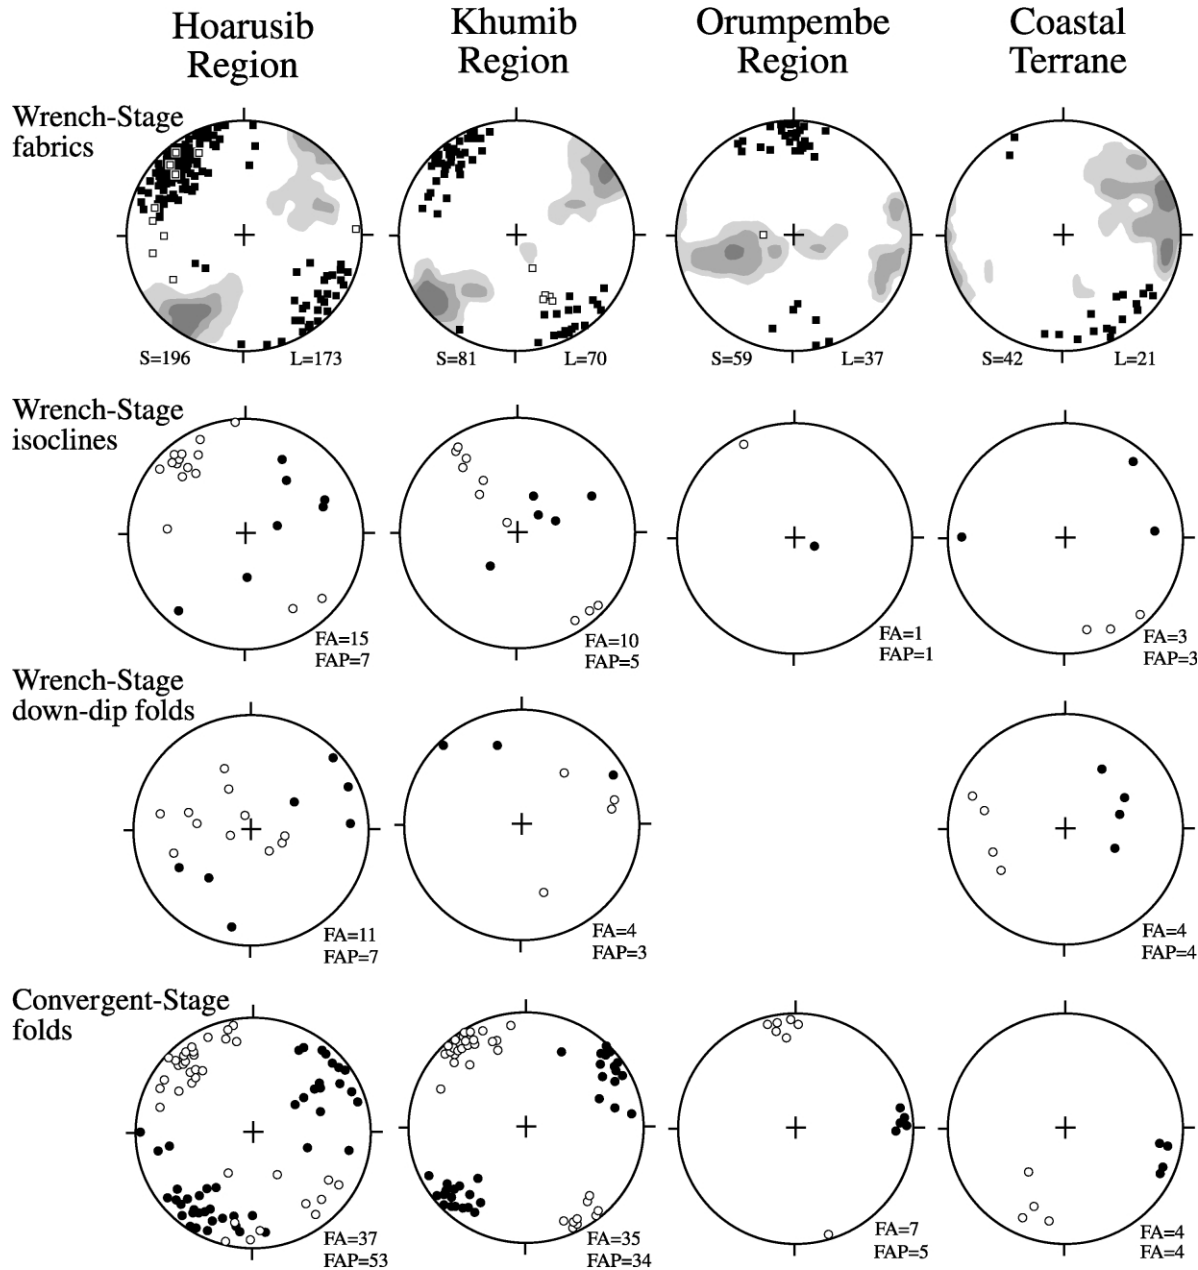 Hoarusib
Region
Khumib
Region
Orumpembe
Region
Coastal
Terrane
Wrench-Stage
fabrics
S=196
L=173
S=81
L=70
S=59
L=37
S=42
L=21
Wrench-Stage
isoclines
FA=15
FAP=7
FA=10
FAP=5
FA=1
FAP=1
FA=3
FAP=3
Wrench-Stage
down-dip folds
FA=11
FAP=7
FA=4
FAP=3
FA=4
FAP=4
Convergent-Stage
folds
FA=37
FAP=53
FA=35
FAP=34
FA=7
FAP=5
FA=4
FA=4